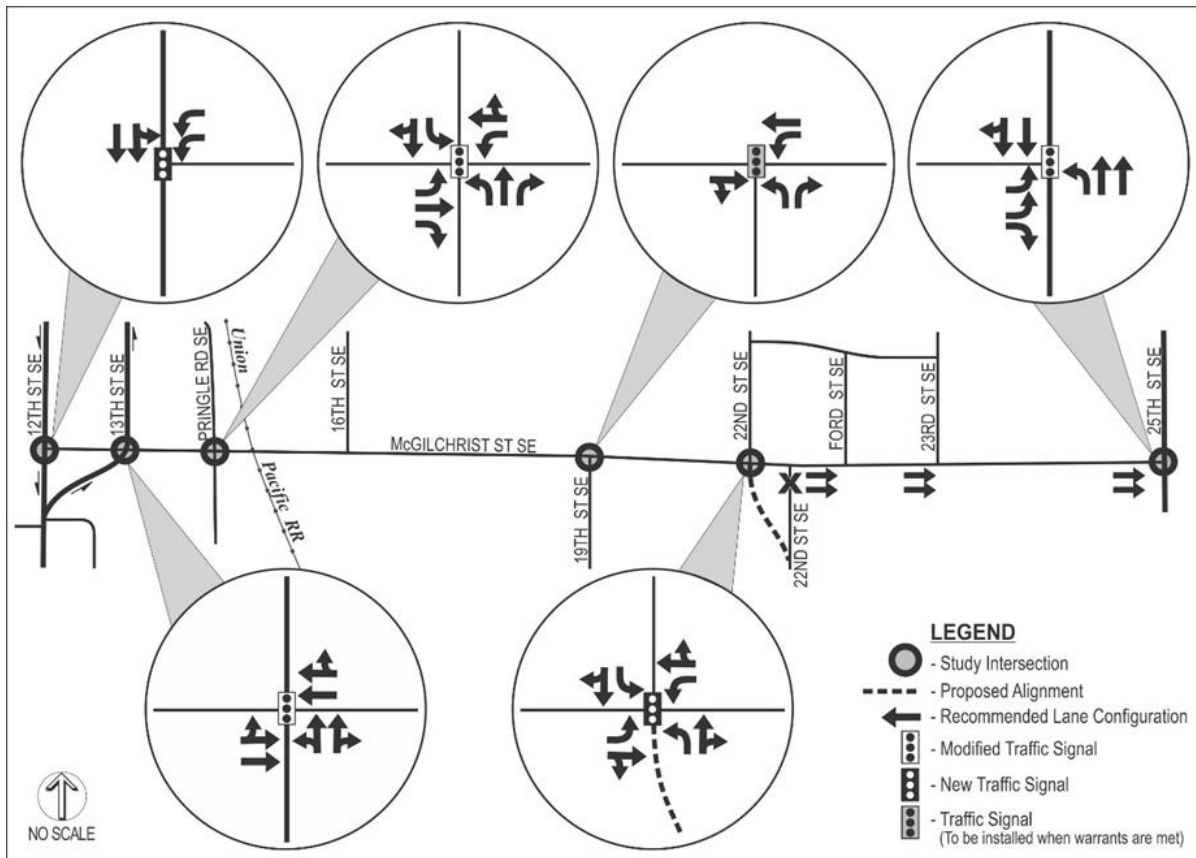 12TH ST SE
13TH ST SE
PRINGLE RD SE
Union
Pacific RR
16TH ST SE
McGILCHRIST ST SE
19TH ST SE
22ND ST SE
22ND ST SE
FORD ST SE
23RD ST SE
25TH ST SE
X
NO SCALE
LEGEND
- Study Intersection
- Proposed Alignment
- Recommended Lane Configuration
- Modified Traffic Signal
- New Traffic Signal
- Traffic Signal
(To be installed when warrants are met)